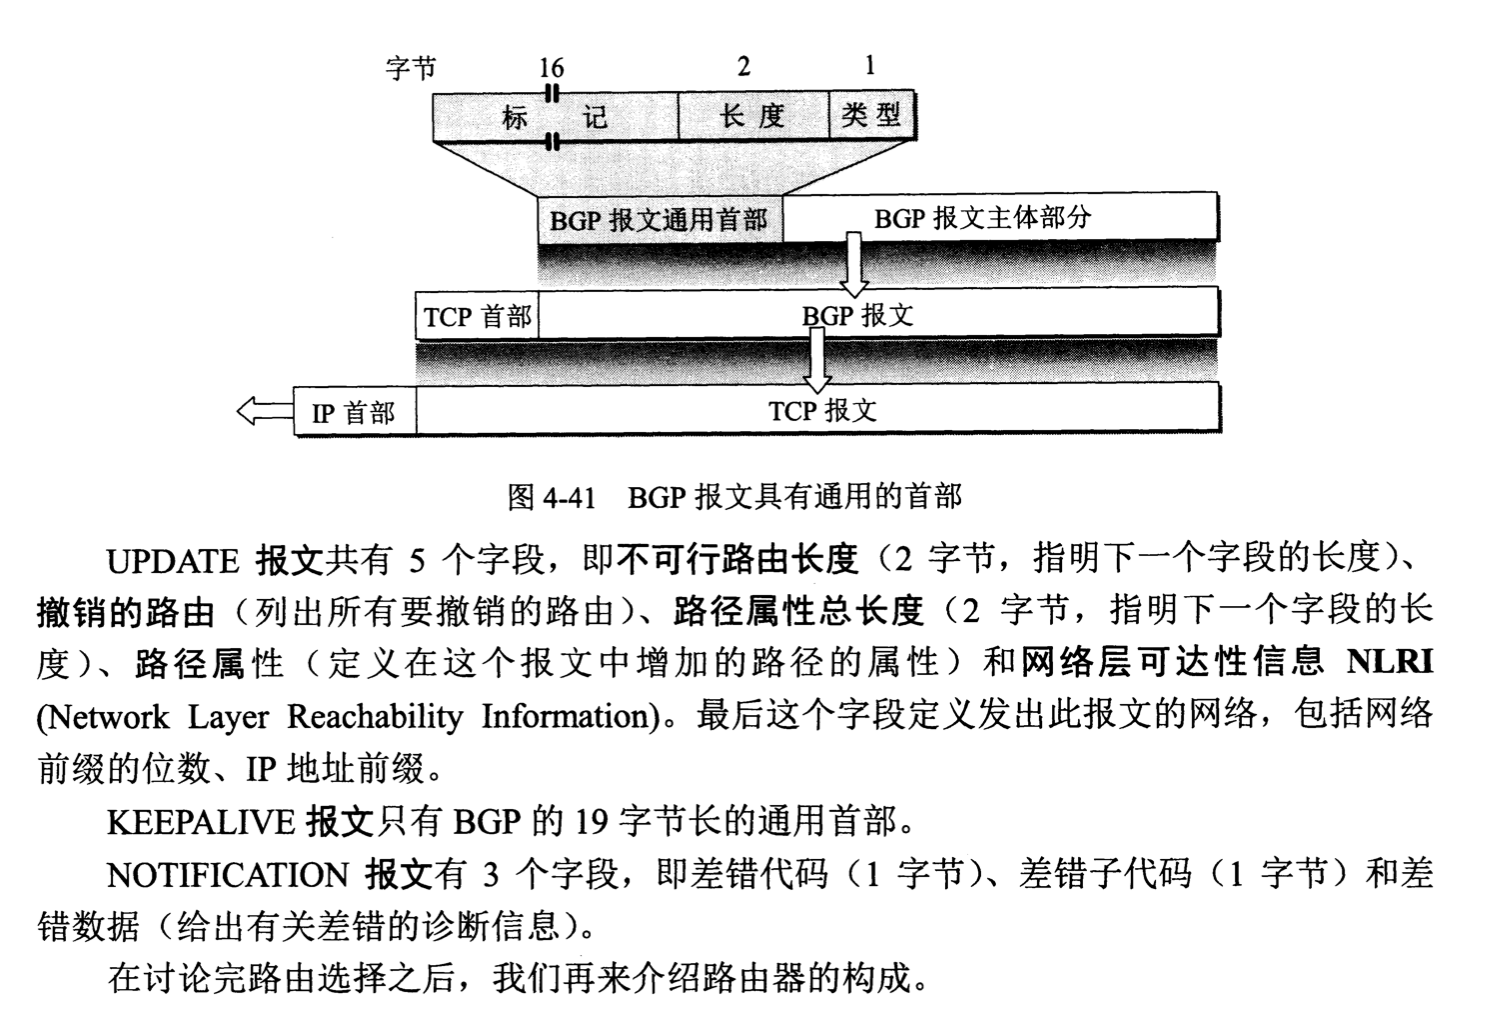 字节 16 2 1
标 记 长 度 类 型
BGP 报文通用首部 BGP 报文主体部分
TCP 首部 BGP 报文
IP 首部 TCP 报文
图 4-41 BGP 报文具有通用的首部
UPDATE 报文共有 5 个字段，即不可行路由长度（2 字节，指明下一个字段的长度）、
撤销的路由（列出所有要撤销的路由）、路径属性总长度（2 字节，指明下一个字段的长
度）、路径属性（定义在这个报文中增加的路径的属性）和网络层可达性信息 NLRI
(Network Layer Reachability Information)。最后这个字段定义发出此报文的网络，包括网络
前缀的位数、IP 地址前缀。
KEEPALIVE 报文只有 BGP 的 19 字节长的通用首部。
NOTIFICATION 报文有 3 个字段，即差错代码（1 字节）、差错子代码（1 字节）和差
错数据（给出有关差错的诊断信息）。
在讨论完路由选择之后，我们再来介绍路由器的构成。